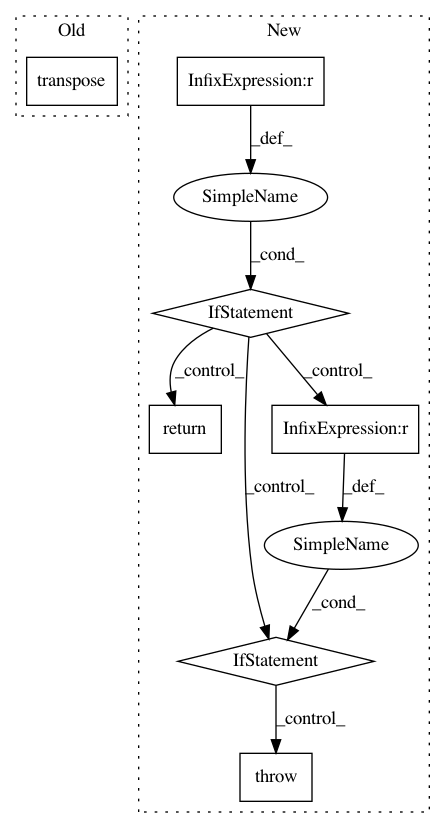 Old
New
transpose
InfixExpression:r
_def_
SimpleName
_cond_
IfStatement
_control_
_control_
return
InfixExpression:r
_control_
_def_
SimpleName
_cond_
IfStatement
_control_
throw